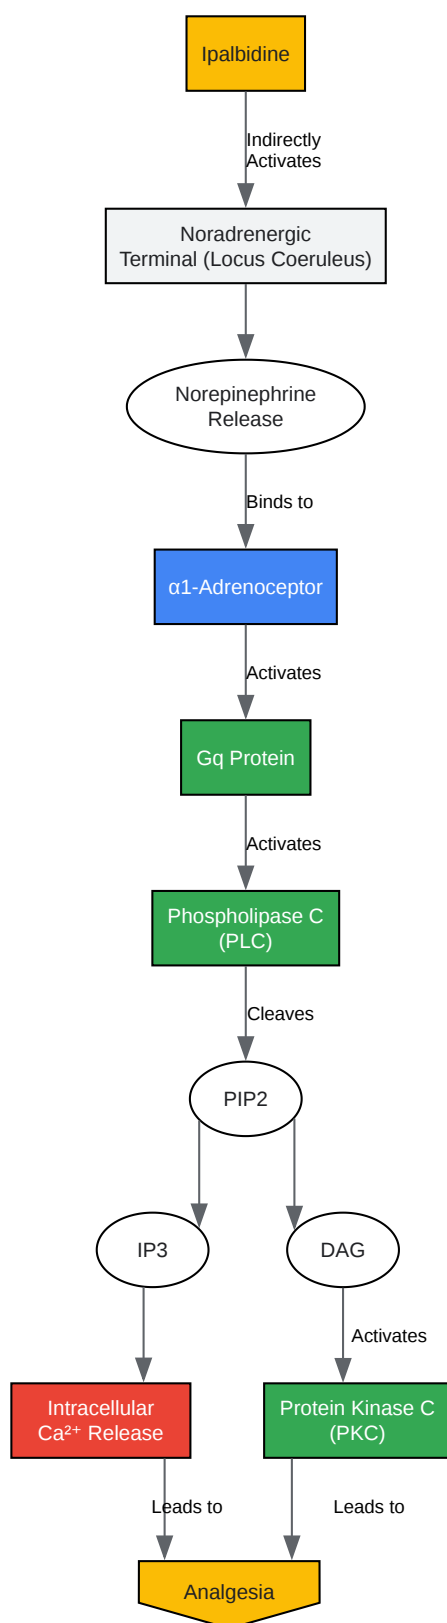 Ipalbidine
Indirectly
Activates
Noradrenergic
Terminal (Locus Coeruleus)
Norepinephrine
Release
Binds to
α1-Adrenoceptor
Activates
Gq Protein
Activates
Phospholipase C
(PLC)
Cleaves
PIP2
IP3
DAG
Activates
Intracellular
Ca²⁺ Release
Protein Kinase C
(PKC)
Leads to
Leads to
Analgesia